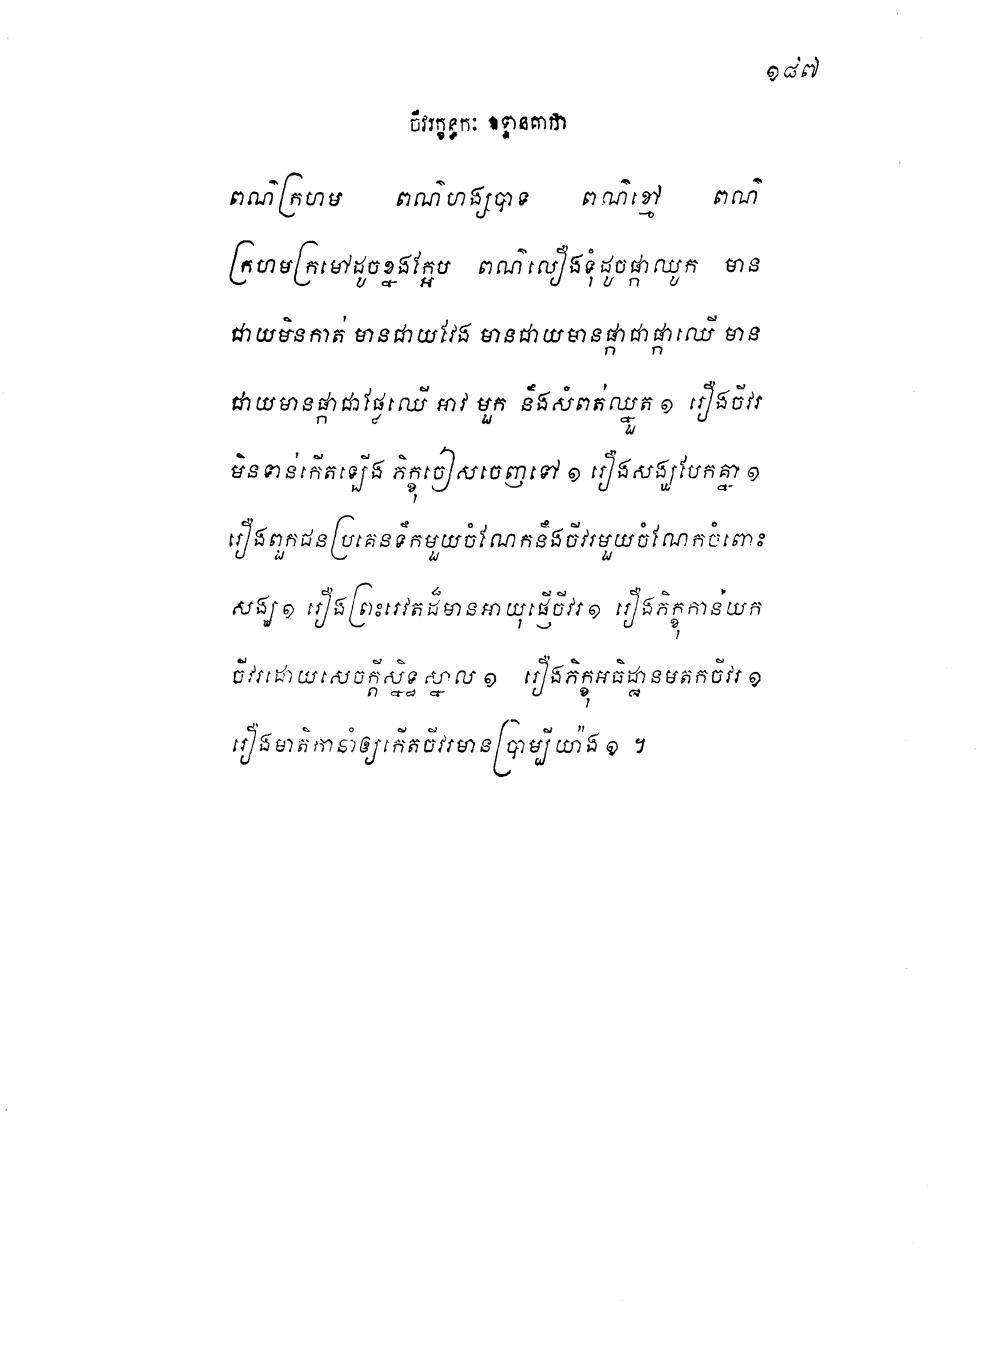 ១៨៧
ចីវរក្ខន្ធកៈ ឧទ្ទានគាថា
ពណ៌ក្រហម ពណ៌ហង្សបាទ ពណ៌ខ្មៅ ពណ៌
ក្រហមក្រមៅដូចខ្នងក្អែប ពណ៌លឿងទុំដូចផ្កាឈូក មាន
ជាយមិនកាត់ មានជាយវែង មានជាយមានផ្កាជាផ្កាឈើ មាន
ជាយមានផ្កាជាផ្លែឈើ អាវ មួក នឹងសំពត់ឈ្នួត ១ រឿងចីវរ
មិនទាន់កើតឡើង ភិក្ខុចៀសចេញទៅ ១ រឿងសង្ឃបែកគ្នា ១
រឿងពួកជនប្រគេនទឹកមួយចំណែកនឹងចីវរមួយចំណែកចំពោះ
សង្ឃ ១ រឿងព្រះរេវតដ៏មានអាយុផ្ញើចីវរ ១ រឿងភិក្ខុកាន់យក
ចីវរដោយសេចក្តីស្និទ្ធស្នាល ១ រឿងភិក្ខុអធិដ្ឋានមតកចីវរ ១
រឿងមាតិកានាំឲ្យកើតចីវរមានប្រាម្បីយ៉ាង ១ ។